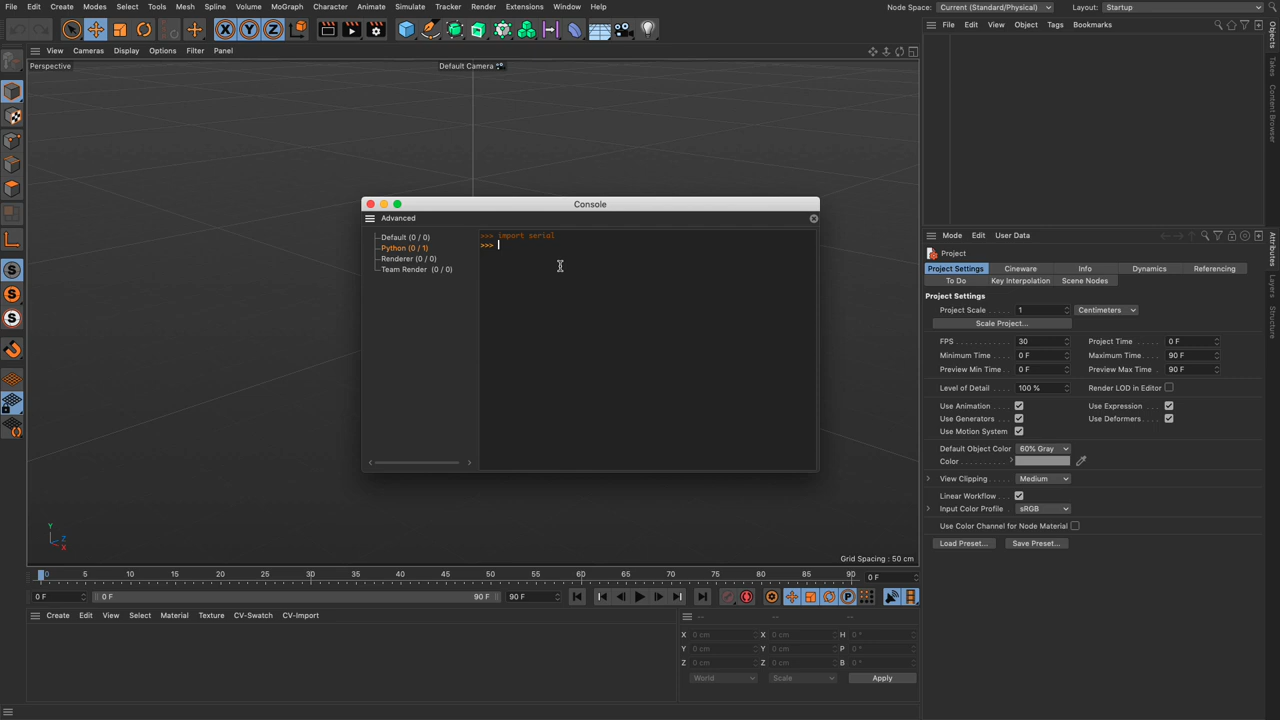 File Edit Create Modes Select Tools Mesh Spline Volume MoGraph Character Animate Simulate Tracker Render Extensions Window Help Node Space: Current (Standard/Physical) Layout: Startup
View Cameras Display Options Filter Panel
File Edit View Object Tags Bookmarks
Perspective
Default Camera
Objects
Takes
Content Browser
Console
Advanced
Default (0 / 0)
Python (0 / 1)
Renderer (0 / 0)
Team Render (0 / 0)
>>> import serial
>>>
Mode Edit User Data
Project
Project Settings Cineware Info Dynamics Referencing
To Do Key Interpolation Scene Nodes
Project Settings
Project Scale . . . . . 1 Centimeters
Scale Project...
FPS . . . . . . . . . . . . 30 Project Time . . . . 0 F
Minimum Time . . . 0 F Maximum Time . . . 90 F
Preview Min Time . . 0 F Preview Max Time . . 90 F
Level of Detail . . . . 100 % Render LOD in Editor
Use Animation . . . . Use Expression . . . .
Use Generators . . . . Use Deformers . . . .
Use Motion System
Default Object Color 60% Gray
Color . . . . . . . . . .
View Clipping . . . . Medium
Linear Workflow . . .
Input Color Profile . . sRGB
Use Color Channel for Node Material
Load Preset... Save Preset...
Attributes
Layers
Structure
Y
Z
X
Grid Spacing : 50 cm
0 5 10 15 20 25 30 35 40 45 50 55 60 65 70 75 80 85 90 0 F
0 F 0 F 90 F 90 F
Create Edit View Select Material Texture CV-Swatch CV-Import
-- -- --
X 0 cm X 0 cm H 0 °
Y 0 cm Y 0 cm P 0 °
Z 0 cm Z 0 cm B 0 °
World Scale Apply